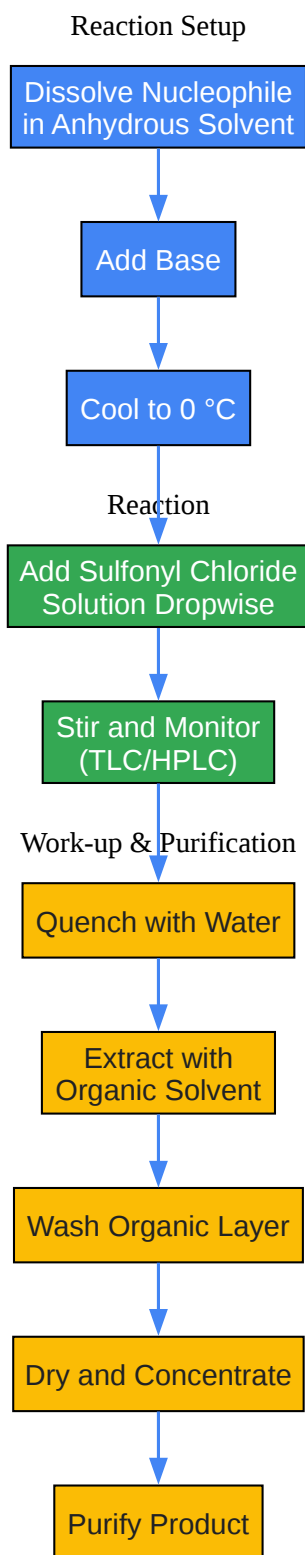 Reaction Setup
Dissolve Nucleophile
in Anhydrous Solvent
Add Base
Cool to 0 °C
Reaction
Add Sulfonyl Chloride
Solution Dropwise
Stir and Monitor
(TLC/HPLC)
Work-up & Purification
Quench with Water
Extract with
Organic Solvent
Wash Organic Layer
Dry and Concentrate
Purify Product